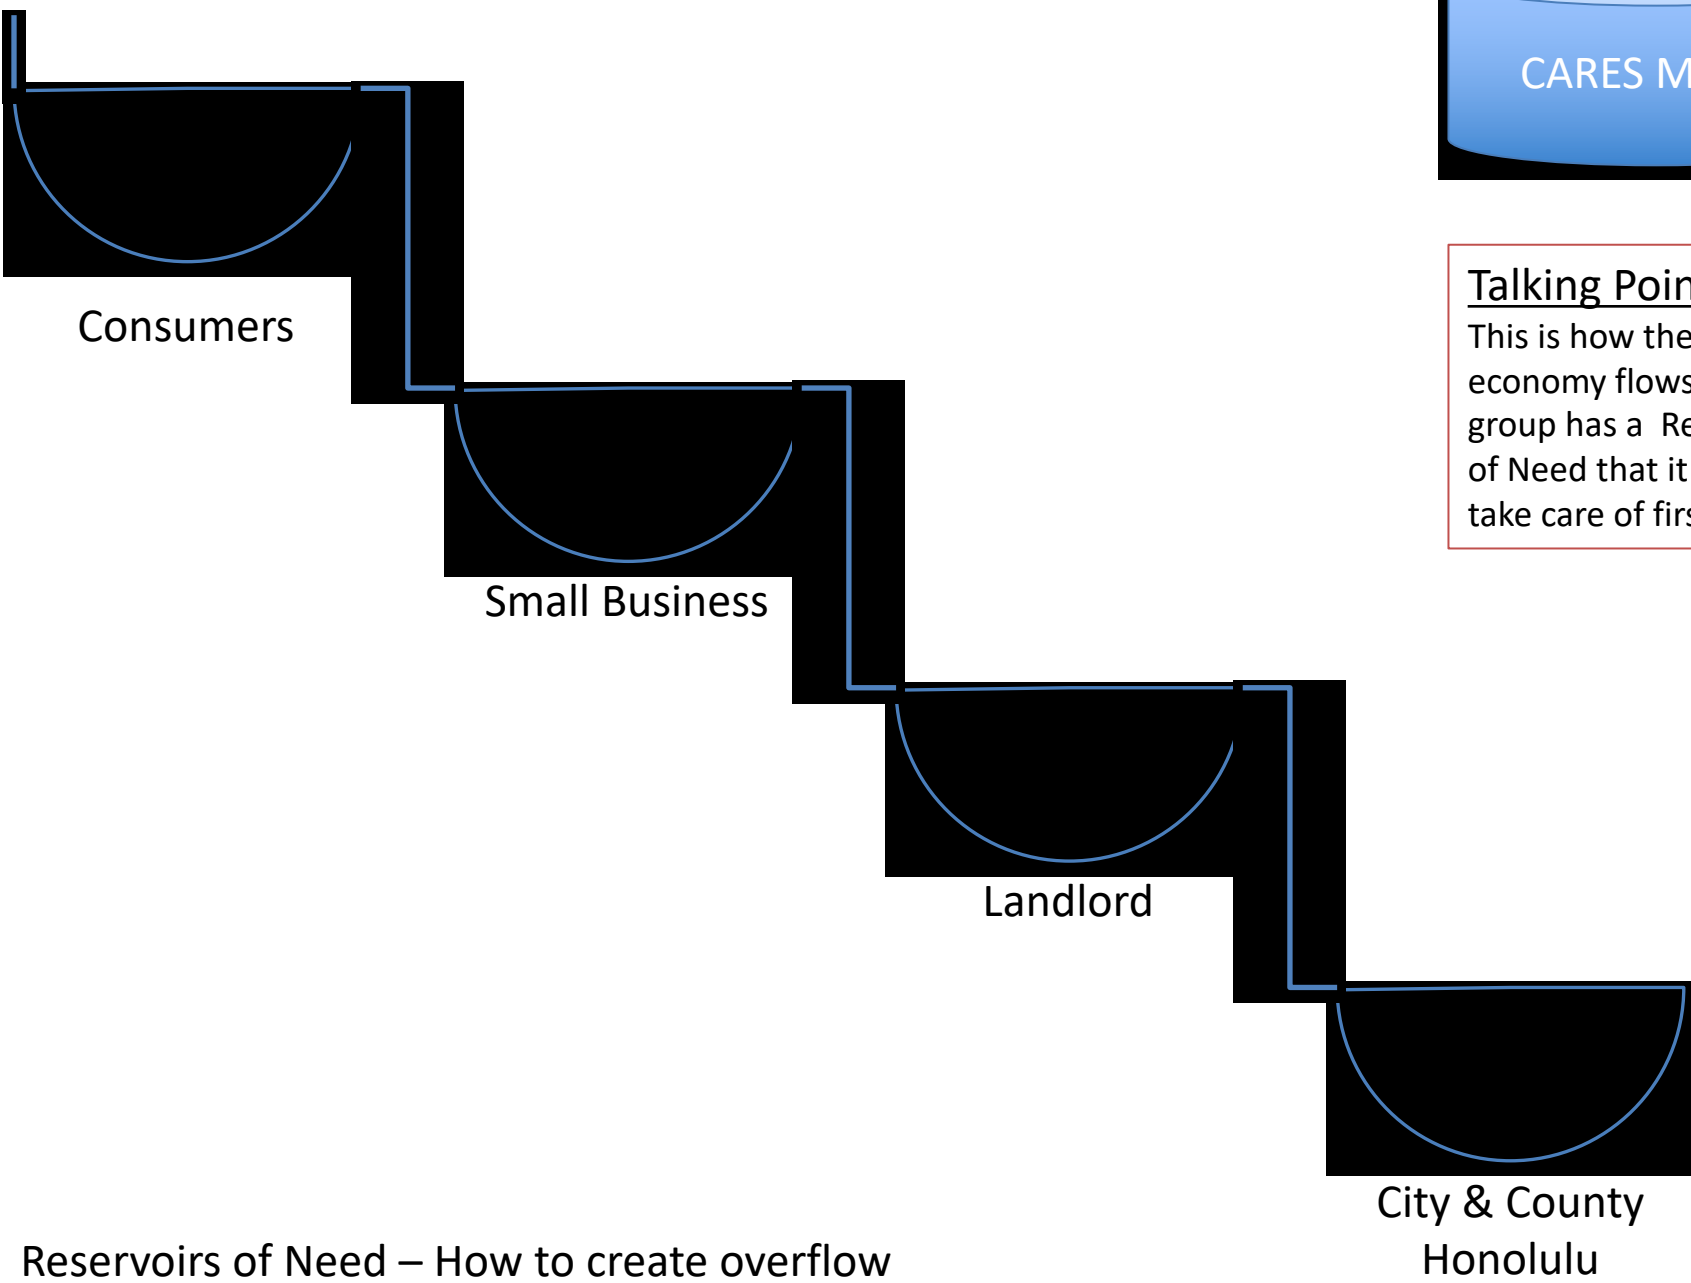 CARES M
Consumers
Talking Poin
This is how the
economy flows
group has a Re
of Need that it
take care of firs
Small Business
Landlord
City & County
Honolulu
Reservoirs of Need – How to create overflow